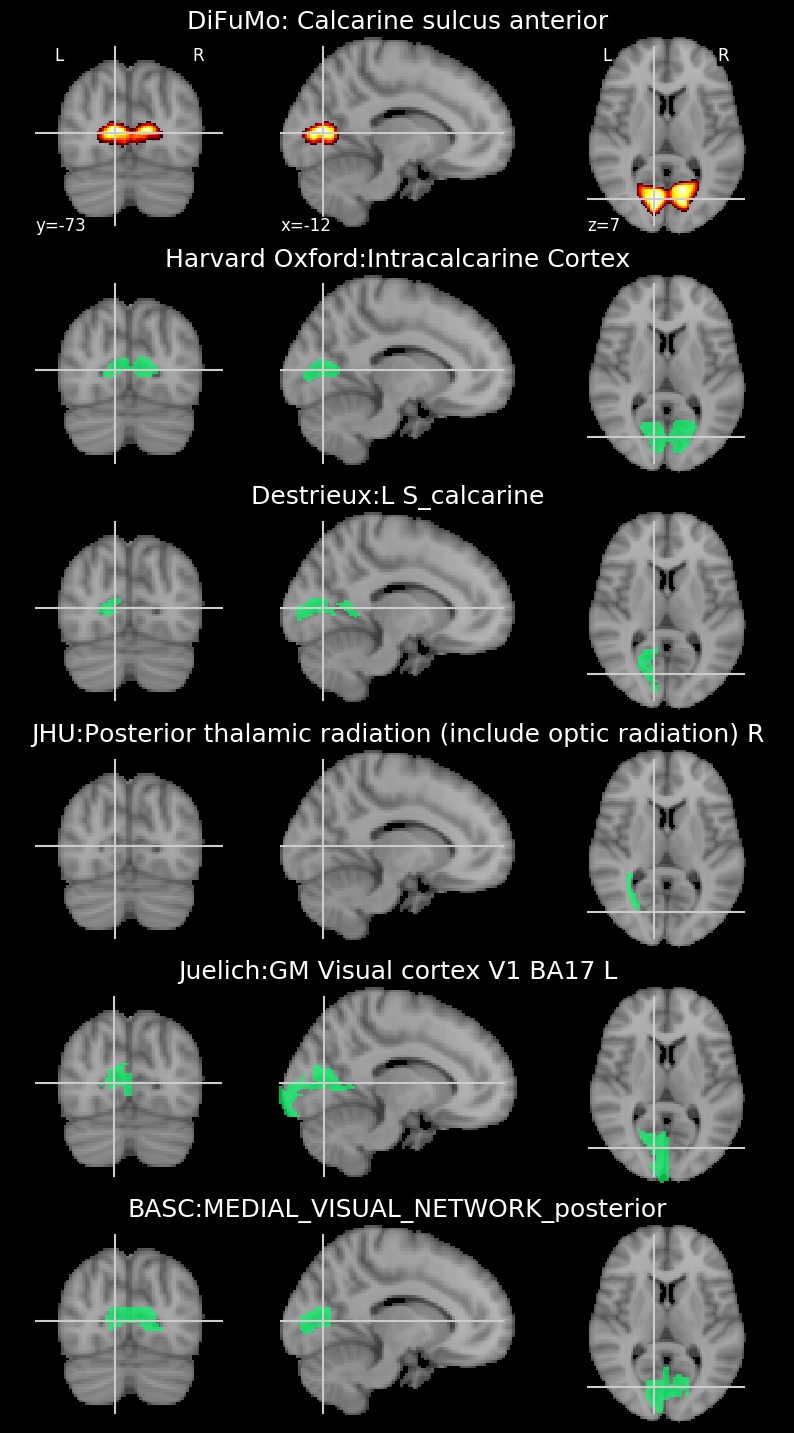 DiFuMo: Calcarine sulcus anterior
L R L R
y=-73 x=-12 z=7
Harvard Oxford:Intracalcarine Cortex
Destrieux:L S_calcarine
JHU:Posterior thalamic radiation (include optic radiation) R
Juelich:GM Visual cortex V1 BA17 L
BASC:MEDIAL_VISUAL_NETWORK_posterior